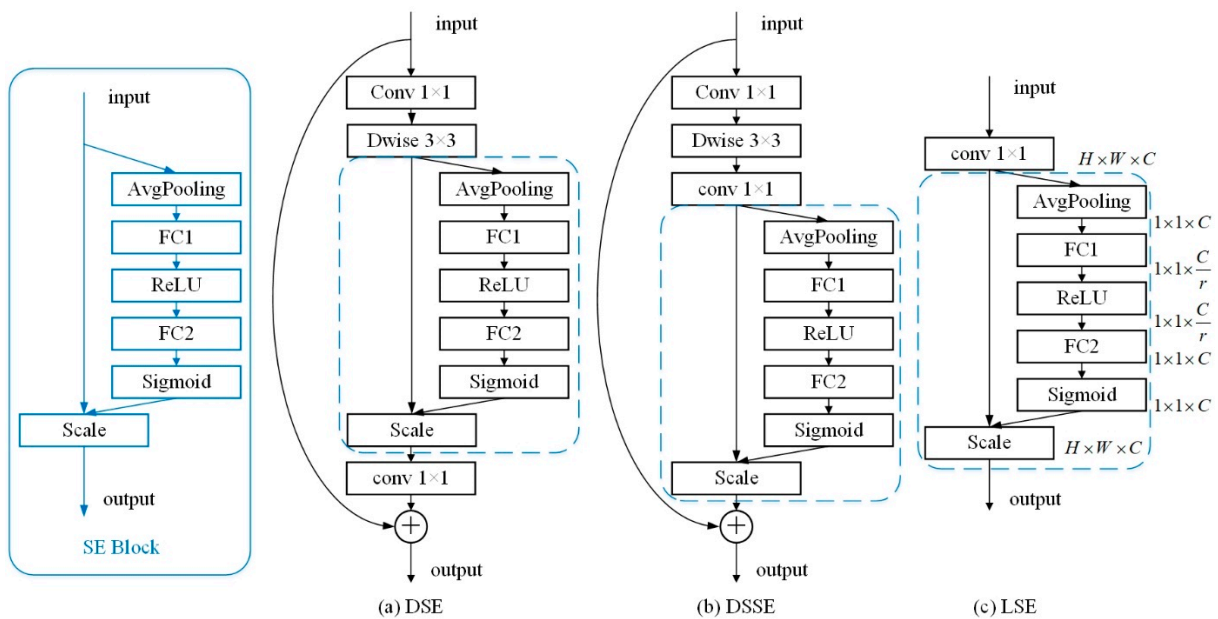 input
AvgPooling
FC1
ReLU
FC2
Sigmoid
Scale
output
SE Block
input
Conv 1×1
Dwise 3×3
AvgPooling
FC1
ReLU
FC2
Sigmoid
Scale
conv 1×1
+
output
(a) DSE
input
Conv 1×1
Dwise 3×3
conv 1×1
AvgPooling
FC1
ReLU
FC2
Sigmoid
Scale
+
output
(b) DSSE
input
conv 1×1
H×W×C
AvgPooling
1×1×C
FC1
1×1×C/r
ReLU
1×1×C/r
FC2
1×1×C
Sigmoid
1×1×C
Scale
H×W×C
output
(c) LSE